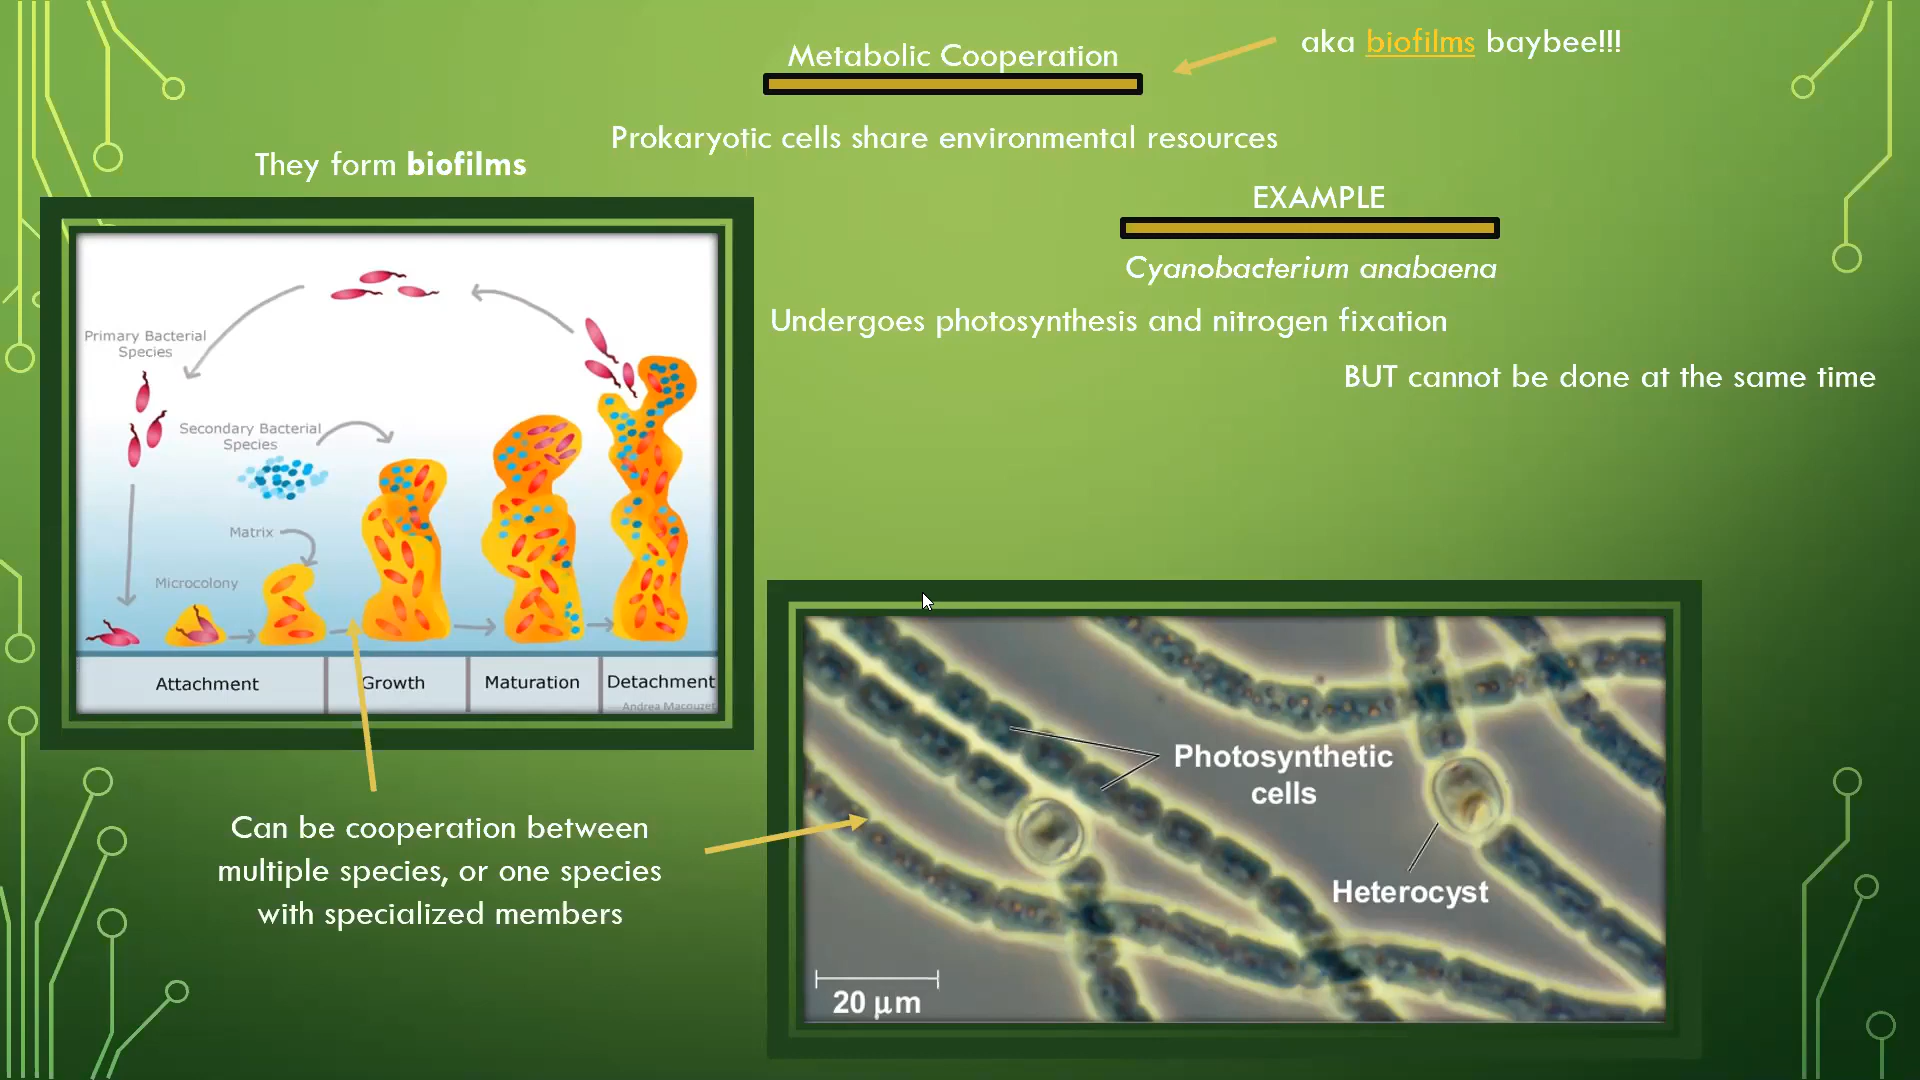 Metabolic Cooperation
aka biofilms baybee!!!
Prokaryotic cells share environmental resources
They form biofilms
EXAMPLE
Cyanobacterium anabaena
Undergoes photosynthesis and nitrogen fixation
BUT cannot be done at the same time
Primary Bacterial
Species
Secondary Bacterial
Species
Matrix
Microcolony
Attachment
Growth
Maturation
Detachment
Andrea Macouzet
Can be cooperation between
multiple species, or one species
with specialized members
Photosynthetic
cells
Heterocyst
20 μm